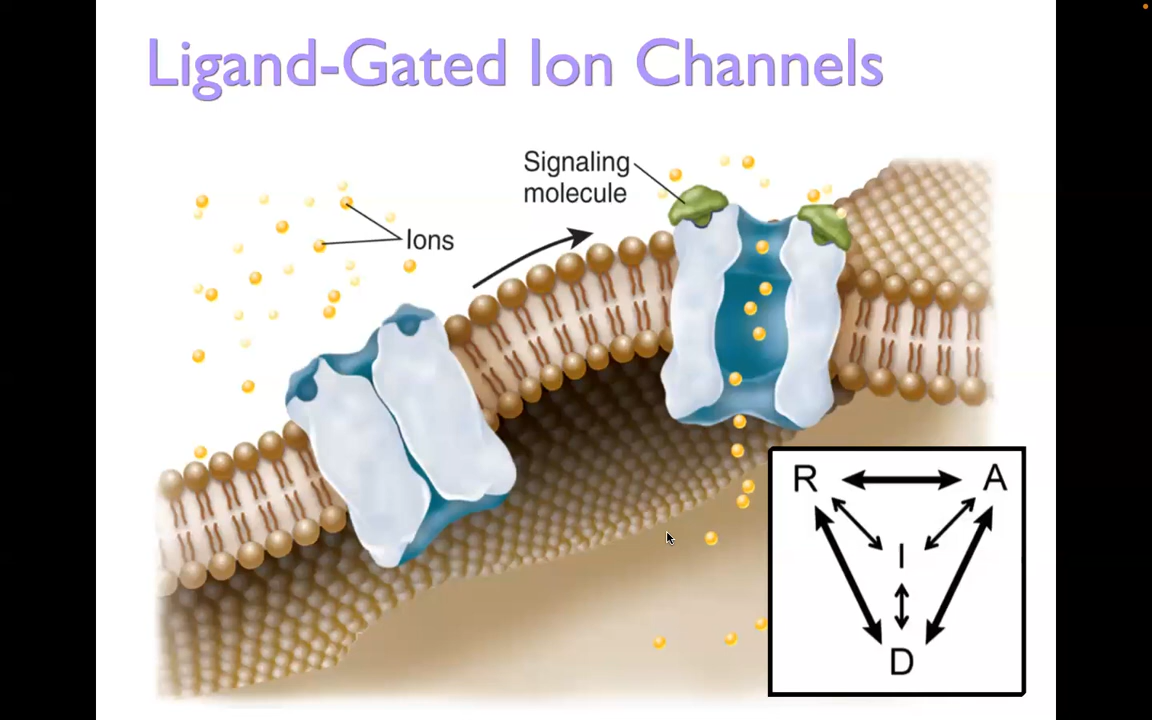 Ligand-Gated Ion Channels
Signaling
molecule
Ions
R A
I
D